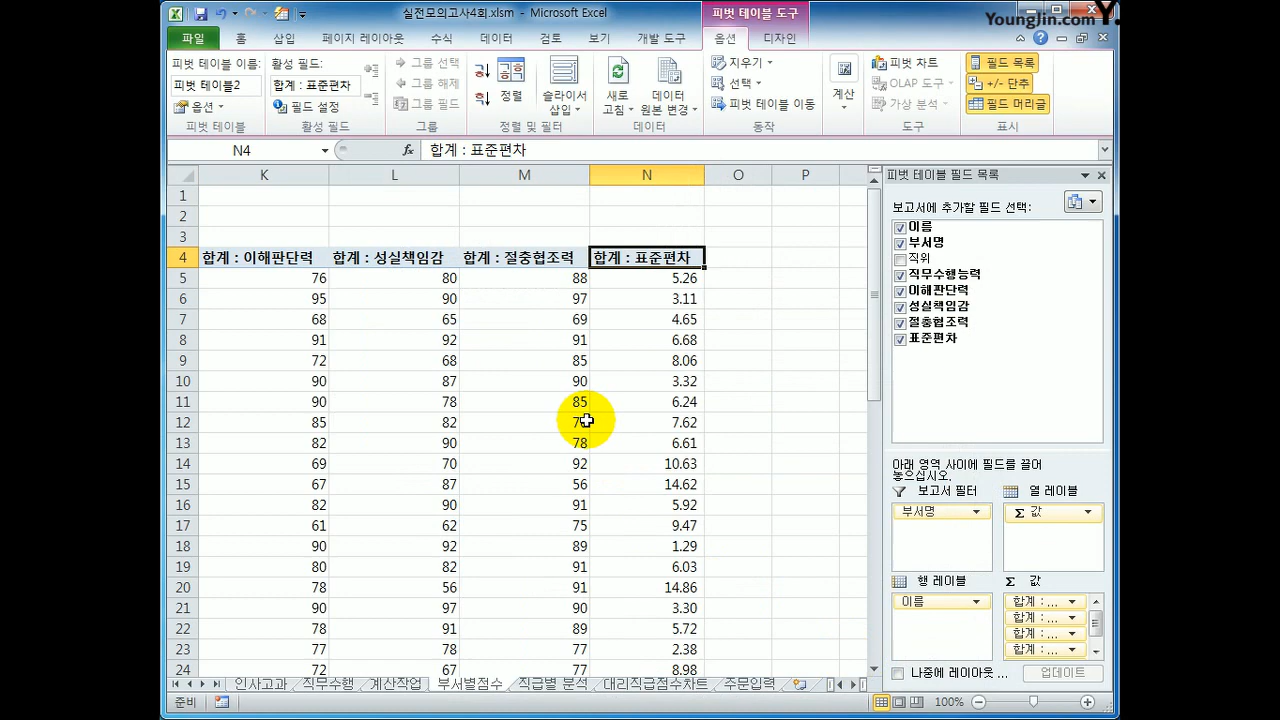 실전모의고사4회.xlsm - Microsoft Excel
피벗 테이블 도구
YoungJin.com Y.
파일 홈 삽입 페이지 레이아웃 수식 데이터 검토 보기 개발 도구 옵션 디자인
피벗 테이블 이름: 활성 필드: 그룹 선택 지우기 피벗 차트 필드 목록
피벗 테이블2 합계 : 표준편차 그룹 해제 정렬 슬라이서 새로 데이터 선택 계산 OLAP 도구 +/- 단추
옵션 필드 설정 그룹 필드 삽입 고침 원본 변경 피벗 테이블 이동 가상 분석 필드 머리글
피벗 테이블 활성 필드 그룹 정렬 및 필터 데이터 동작 도구 표시
N4 fx 합계 : 표준편차
K L M N O P
1
2
3
4 합계 : 이해판단력 합계 : 성실책임감 합계 : 절충협조력 합계 : 표준편차
5 76 80 88 5.26
6 95 90 97 3.11
7 68 65 69 4.65
8 91 92 91 6.68
9 72 68 85 8.06
10 90 87 90 3.32
11 90 78 85 6.24
12 85 82 7.62
13 82 90 78 6.61
14 69 70 92 10.63
15 67 87 56 14.62
16 82 90 91 5.92
17 61 62 75 9.47
18 90 92 89 1.29
19 80 82 91 6.03
20 78 56 91 14.86
21 90 97 90 3.30
22 78 91 89 5.72
23 77 78 77 2.38
24 72 67 77 8.98
피벗 테이블 필드 목록
보고서에 추가할 필드 선택:
이름
부서명
직위
직무수행능력
이해판단력
성실책임감
절충협조력
표준편차
아래 영역 사이에 필드를 끌어
놓으십시오.
보고서 필터 열 레이블
부서명 Σ 값
행 레이블 Σ 값
이름 합계 : ...
합계 : ...
합계 : ...
합계 : ...
나중에 레이아웃 ... 업데이트
인사고과 직무수행 계산작업 부서별점수 직급별 분석 대리직급점수차트 주문입력
준비 100%